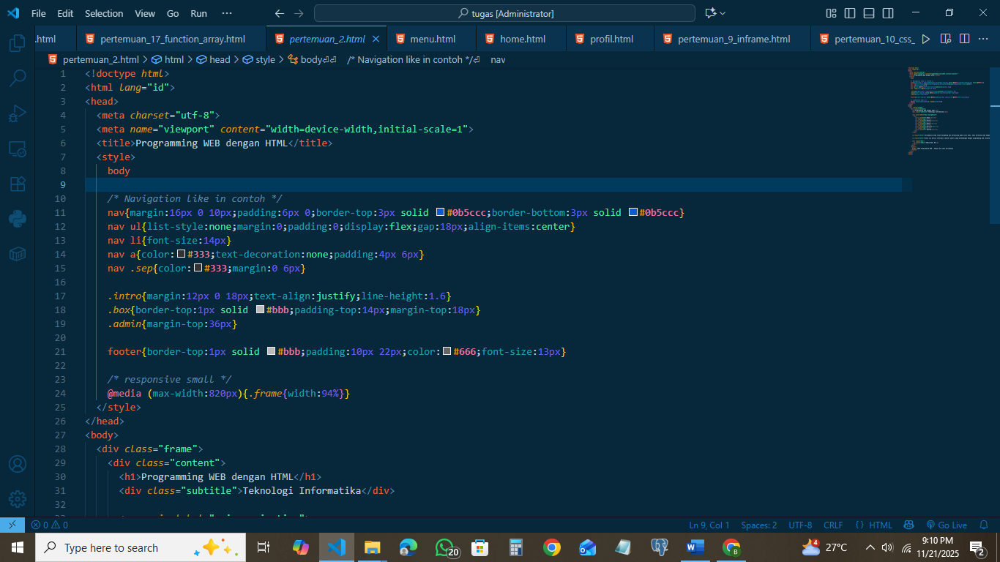 File Edit Selection View Go Run ··· tugas [Administrator]
.html pertemuan_17_function_array.html pertemuan_2.html menu.html home.html profil.html pertemuan_9_inframe.html pertemuan_10_css_
pertemuan_2.html > html > head > style > body⏎⏎ /* Navigation like in contoh */⏎ nav
1 <!doctype html>
2 <html lang="id">
3 <head>
4 <meta charset="utf-8">
5 <meta name="viewport" content="width=device-width,initial-scale=1">
6 <title>Programming WEB dengan HTML</title>
7 <style>
8 body
9
10 /* Navigation like in contoh */
11 nav{margin:16px 0 10px;padding:6px 0;border-top:3px solid #0b5ccc;border-bottom:3px solid #0b5ccc}
12 nav ul{list-style:none;margin:0;padding:0;display:flex;gap:18px;align-items:center}
13 nav li{font-size:14px}
14 nav a{color:#333;text-decoration:none;padding:4px 6px}
15 nav .sep{color:#333;margin:0 6px}
16
17 .intro{margin:12px 0 18px;text-align:justify;line-height:1.6}
18 .box{border-top:1px solid #bbb;padding-top:14px;margin-top:18px}
19 .admin{margin-top:36px}
20
21 footer{border-top:1px solid #bbb;padding:10px 22px;color:#666;font-size:13px}
22
23 /* responsive small */
24 @media (max-width:820px){.frame{width:94%}}
25 </style>
26 </head>
27 <body>
28 <div class="frame">
29 <div class="content">
30 <h1>Programming WEB dengan HTML</h1>
31 <div class="subtitle">Teknologi Informatika</div>
32
0 0 Ln 9, Col 1 Spaces: 2 UTF-8 CRLF {} HTML Go Live
Type here to search 20 4 27°C 9:10 PM
11/21/2025 2